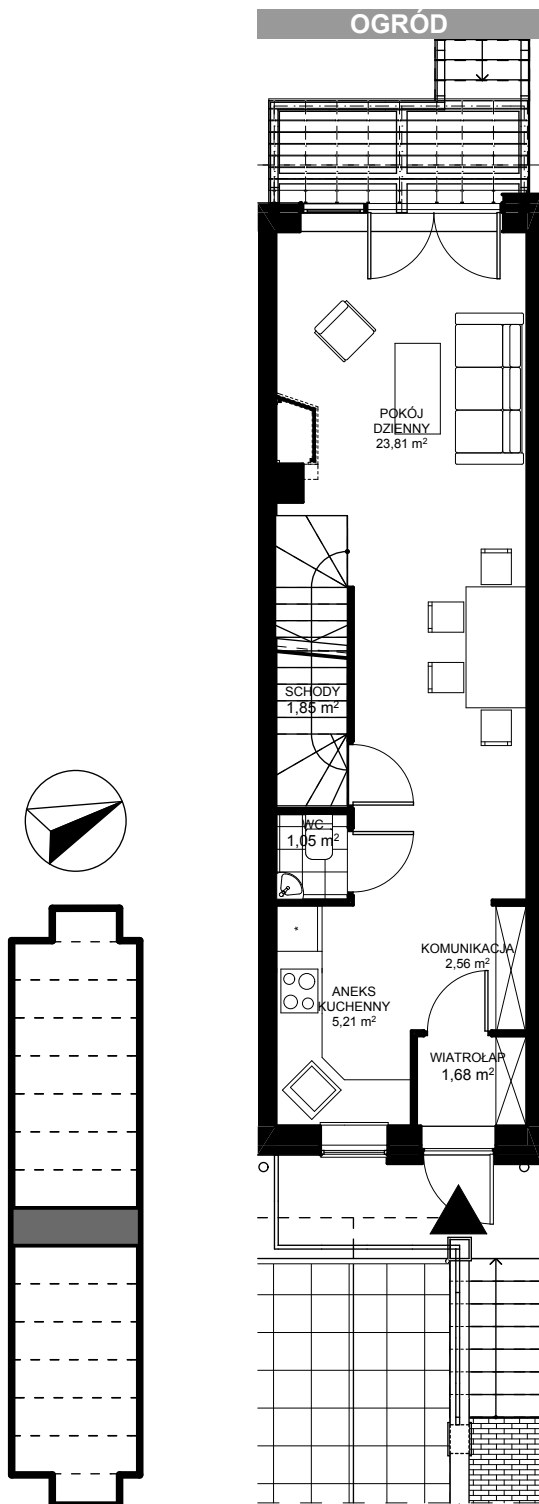 OGRÓD
POKÓJ
DZIENNY
23,81 m²
SCHODY
1,85 m²
WC
1,05 m²
KOMUNIKACJA
2,56 m²
ANEKS
KUCHENNY
5,21 m²
WIATROŁAP
1,68 m²